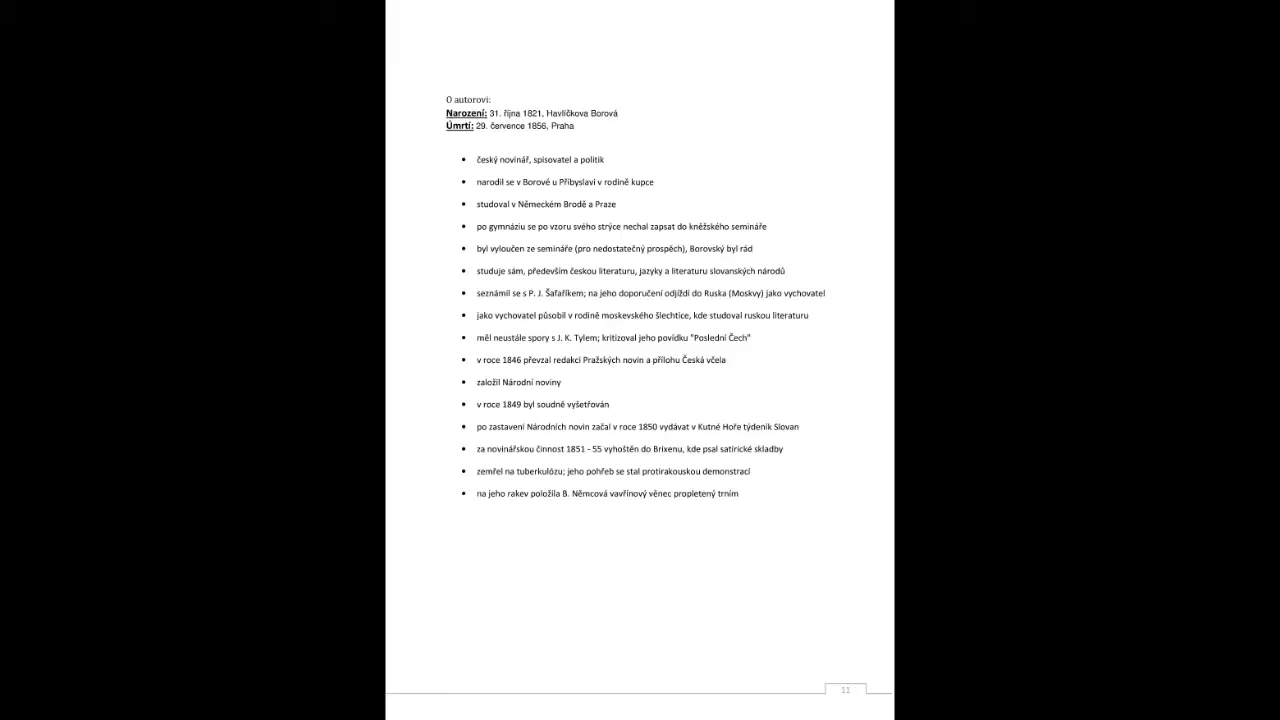 O autorovi:
Narození: 31. října 1821, Havlíčkova Borová
Úmrtí: 29. července 1856, Praha
• český novinář, spisovatel a politik
• narodil se v Borové u Přibyslavi v rodině kupce
• studoval v Německém Brodě a Praze
• po gymnáziu se po vzoru svého strýce nechal zapsat do kněžského semináře
• byl vyloučen ze semináře (pro nedostatečný prospěch), Borovský byl rád
• studuje sám, především českou literaturu, jazyky a literaturu slovanských národů
• seznámil se s P. J. Šafaříkem; na jeho doporučení odjíždí do Ruska (Moskvy) jako vychovatel
• jako vychovatel působil v rodině moskevského šlechtice, kde studoval ruskou literaturu
• měl neustále spory s J. K. Tylem; kritizoval jeho povídku "Poslední Čech"
• v roce 1846 převzal redakci Pražských novin a přílohu Česká včela
• založil Národní noviny
• v roce 1849 byl soudně vyšetřován
• po zastavení Národních novin začal v roce 1850 vydávat v Kutné Hoře týdeník Slovan
• za novinářskou činnost 1851 - 55 vyhoštěn do Brixenu, kde psal satirické skladby
• zemřel na tuberkulózu; jeho pohřeb se stal protirakouskou demonstrací
• na jeho rakev položila B. Němcová vavřínový věnec propletený trním
11